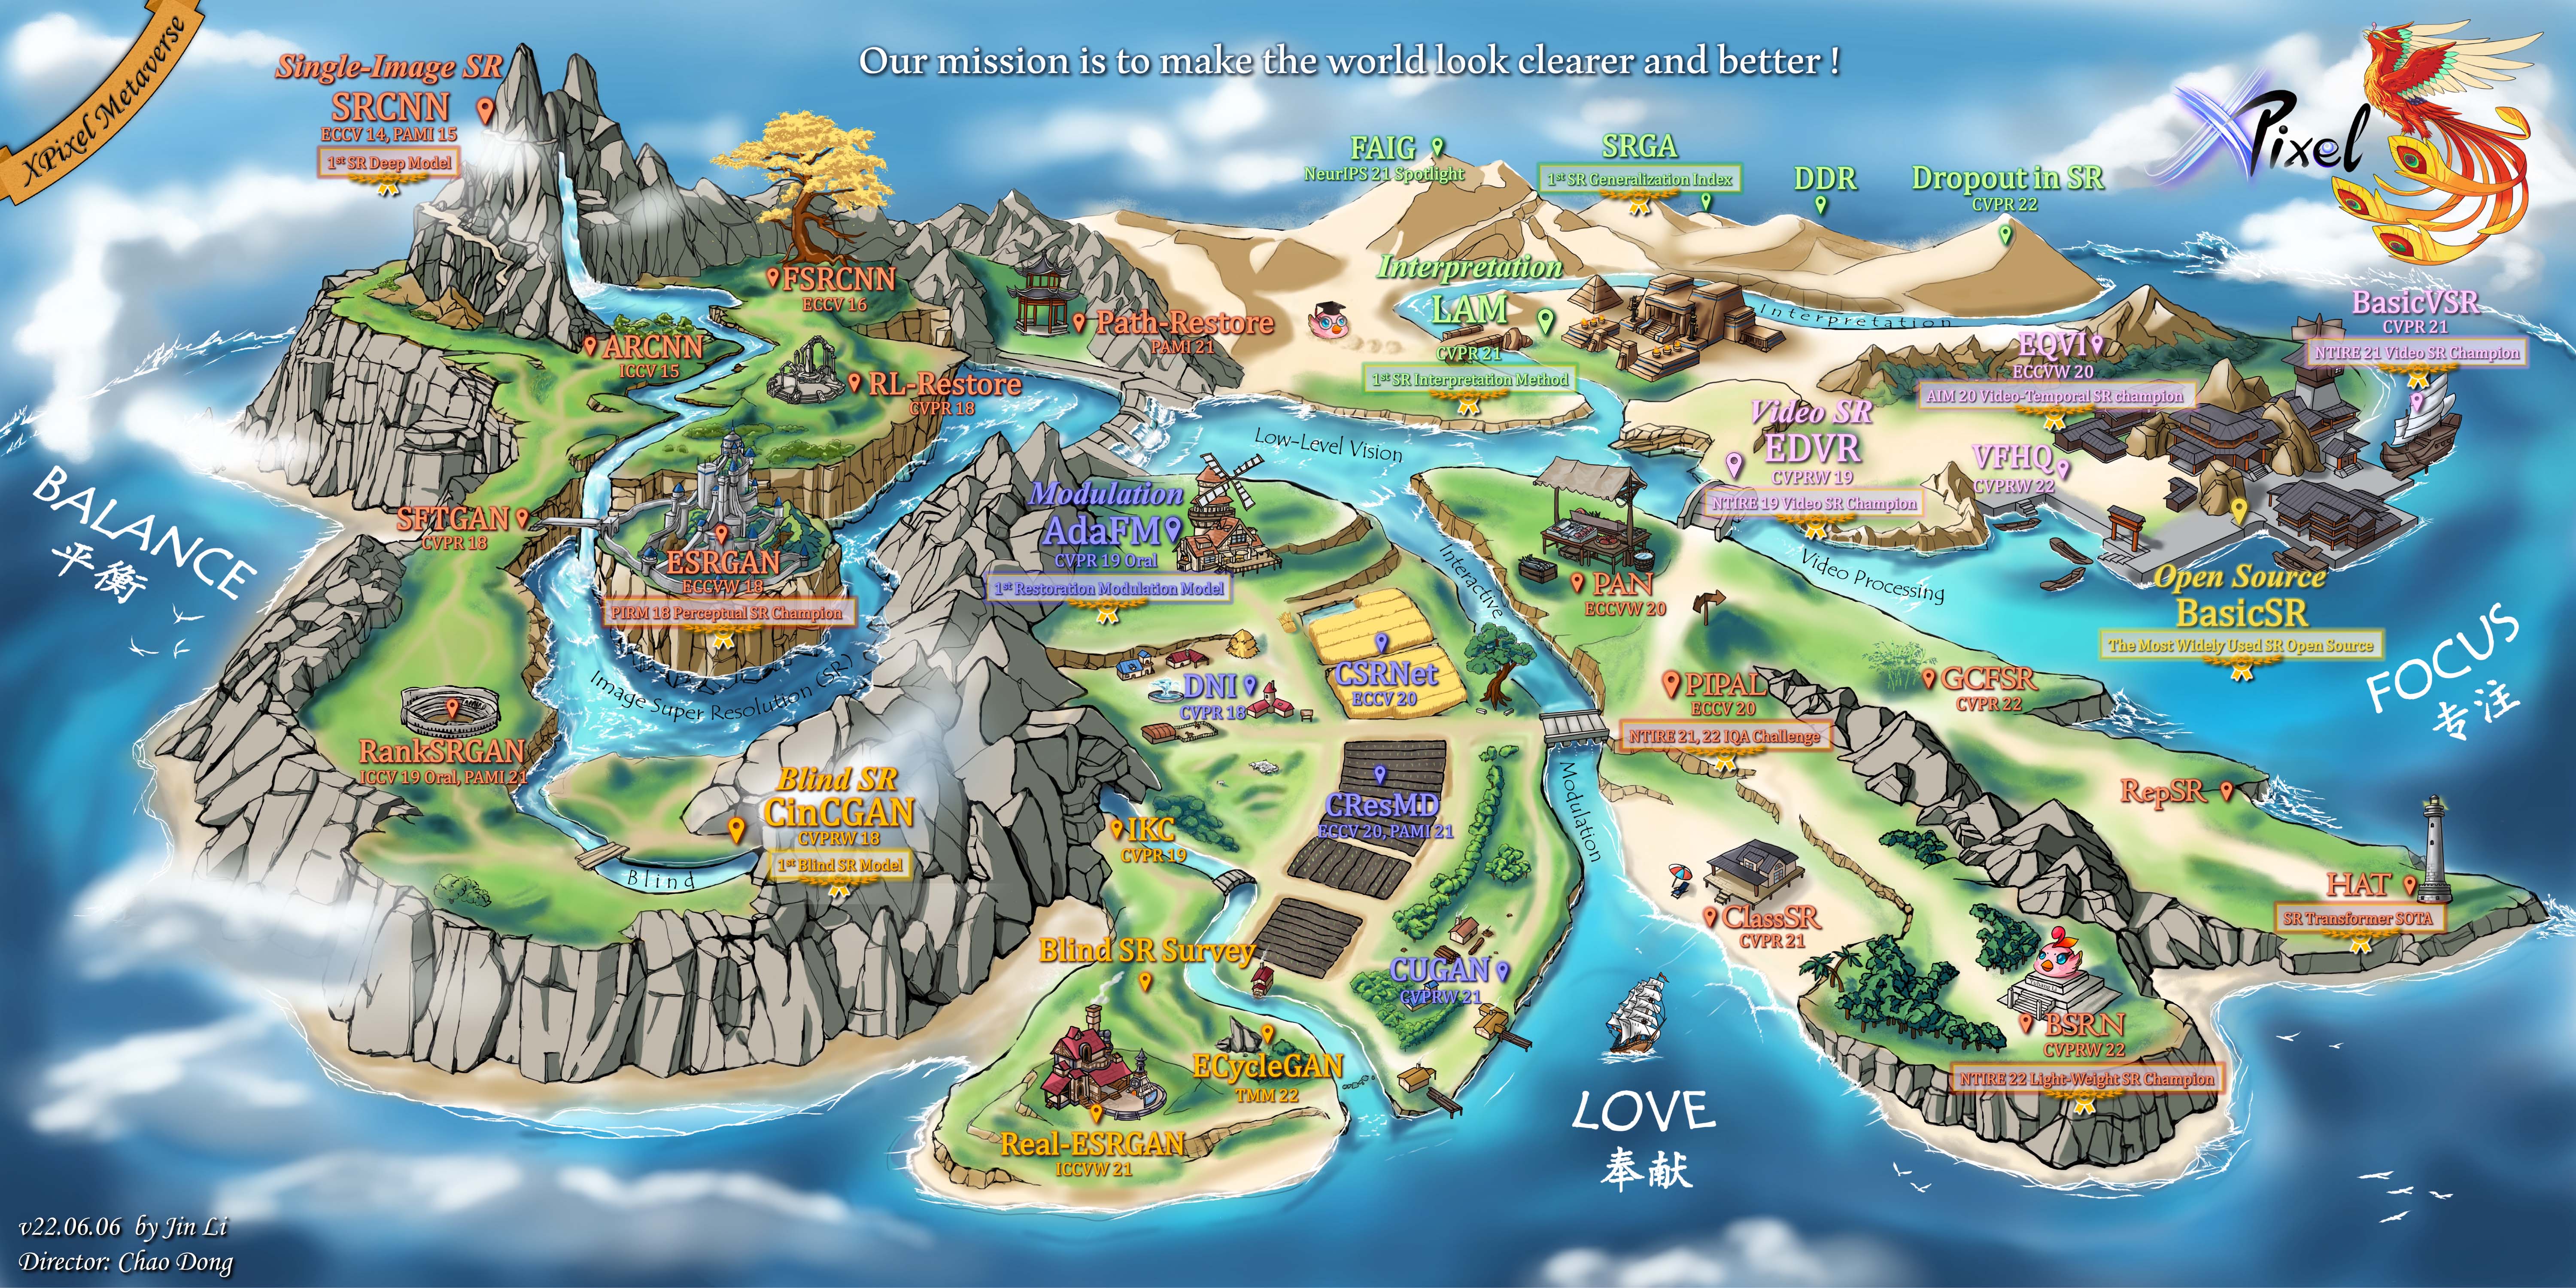 XPixel Metaverse
Our mission is to make the world look clearer and better !
XPixel
Single-Image SR
SRCNN
ECCV 14, PAMI 15
1st SR Deep Model
FSRCNN
ECCV 16
ARCNN
ICCV 15
Path-Restore
PAMI 21
RL-Restore
CVPR 18
FAIG
NeurIPS 21 Spotlight
SRGA
1st SR Generalization Index
DDR
Dropout in SR
CVPR 22
Interpretation
LAM
CVPR 21
1st SR Interpretation Method
Interpretation
BasicVSR
CVPR 21
NTIRE 21 Video SR Champion
EQVI
ECCVW 20
AIM 20 Video-Temporal SR champion
Video SR
EDVR
CVPRW 19
NTIRE 19 Video SR Champion
VFHQ
CVPRW 22
Low-Level Vision
BALANCE
平衡
SFTGAN
CVPR 18
ESRGAN
ECCVW 18
PIRM 18 Perceptual SR Champion
Image Super Resolution (SR)
Modulation
AdaFM
CVPR 19 Oral
1st Restoration Modulation Model
Interactive
PAN
ECCVW 20
Video Processing
Open Source
BasicSR
The Most Widely Used SR Open Source
FOCUS
专注
DNI
CVPR 18
CSRNet
ECCV 20
PIPAL
ECCV 20
NTIRE 21, 22 IQA Challenge
GCFSR
CVPR 22
RankSRGAN
ICCV 19 Oral, PAMI 21
Blind SR
CinCGAN
CVPRW 18
1st Blind SR Model
Blind
IKC
CVPR 19
CResMD
ECCV 20, PAMI 21
Modulation
RepSR
HAT
SR Transformer SOTA
ClassSR
CVPR 21
Blind SR Survey
CUGAN
CVPRW 21
ECycleGAN
TMM 22
BSRN
CVPRW 22
NTIRE 22 Light-Weight SR Champion
Real-ESRGAN
ICCVW 21
LOVE
奉献
v22.06.06 by Jin Li
Director: Chao Dong